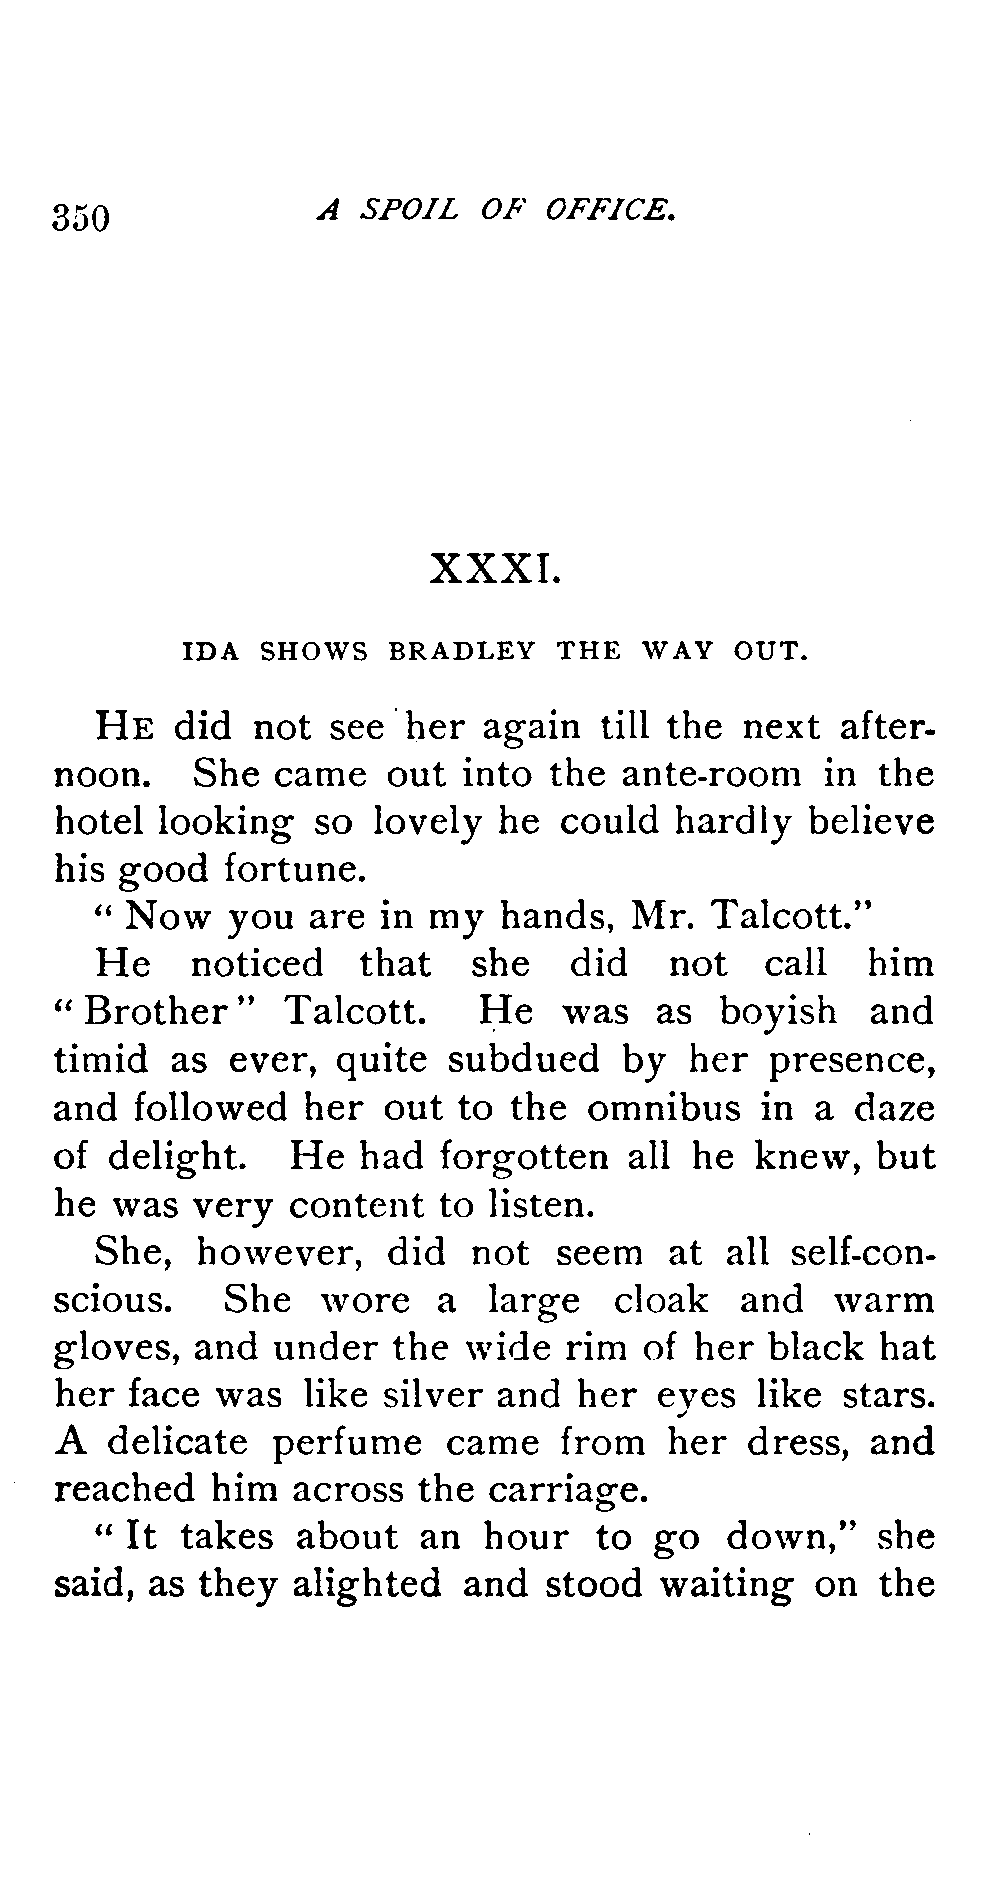 350 A SPOIL OF OFFICE.
XXXI.
IDA SHOWS BRADLEY THE WAY OUT.
HE did not see her again till the next after-
noon. She came out into the ante-room in the
hotel looking so lovely he could hardly believe
his good fortune.
" Now you are in my hands, Mr. Talcott."
He noticed that she did not call him
" Brother " Talcott. He was as boyish and
timid as ever, quite subdued by her presence,
and followed her out to the omnibus in a daze
of delight. He had forgotten all he knew, but
he was very content to listen.
She, however, did not seem at all self-con-
scious. She wore a large cloak and warm
gloves, and under the wide rim of her black hat
her face was like silver and her eyes like stars.
A delicate perfume came from her dress, and
reached him across the carriage.
" It takes about an hour to go down," she
said, as they alighted and stood waiting on the